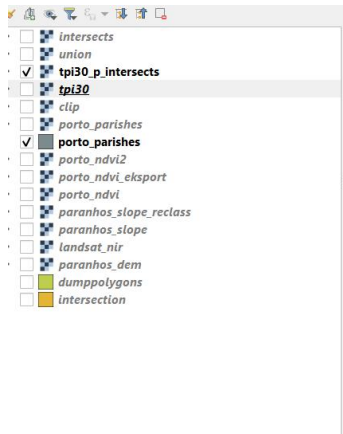 intersects
union
tpi30_p_intersects
tpi30
clip
porto_parishes
porto_parishes
porto_ndvi2
porto_ndvi_eksport
porto_ndvi
paranhos_slope_reclass
paranhos_slope
landsat_nir
paranhos_dem
dumppolygons
intersection